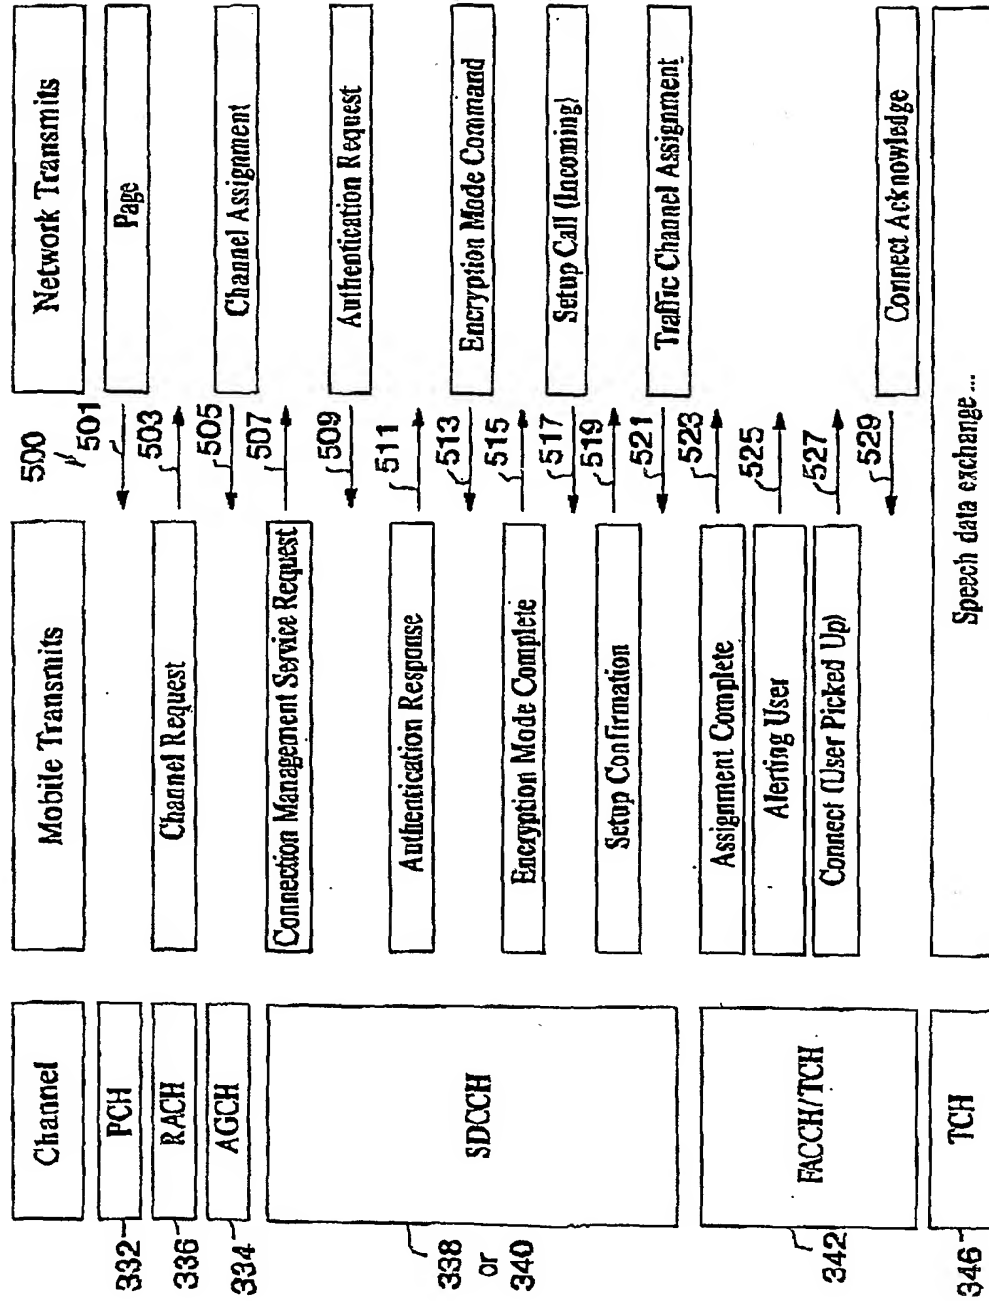 Channel
Mobile Transmits
500
Network Transmits
332
PCH
501
Page
336
RACH
Channel Request
503
334
AGCH
505
Channel Assignment
338
or
340
SDCCH
Connection Management Service Request
507
509
Authentication Request
Authentication Response
511
513
Encryption Mode Command
Encryption Mode Complete
515
517
Setup Call (Incoming)
Setup Confirmation
519
521
Traffic Channel Assignment
342
FACCH/TCH
Assignment Complete
523
Alerting User
525
Connect (User Picked Up)
527
529
Connect Acknowledge
346
TCH
Speech data exchange...